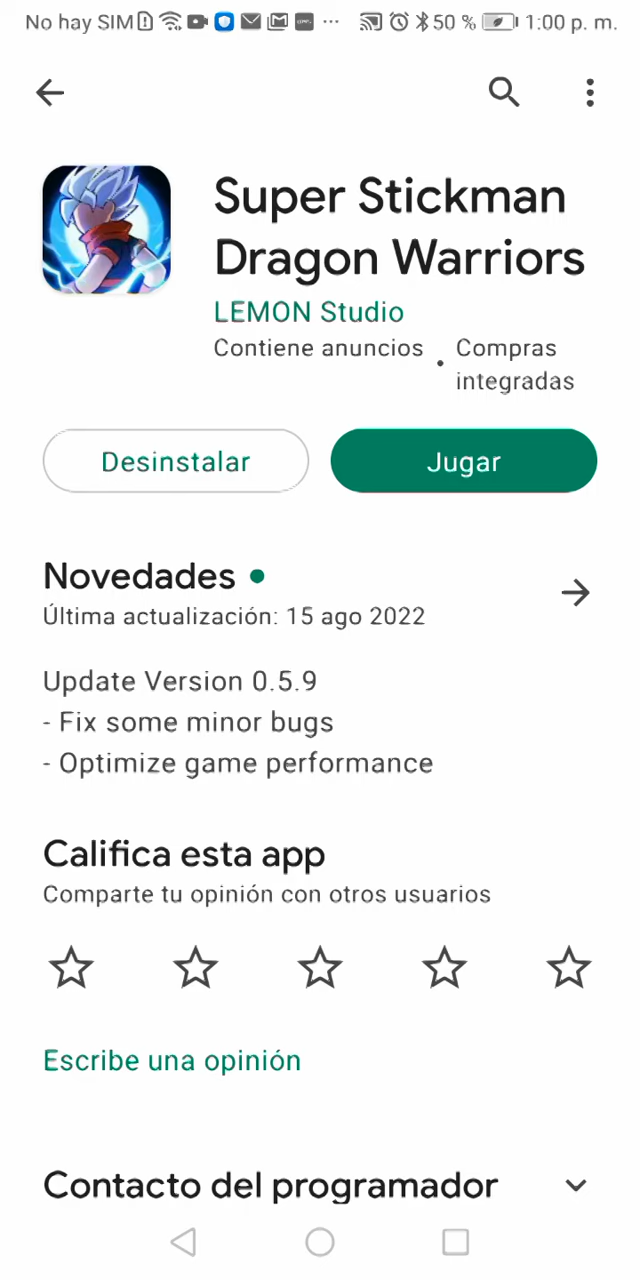 No hay SIM 50 % 1:00 p. m.
Super Stickman
Dragon Warriors
LEMON Studio
Contiene anuncios • Compras
integradas
Desinstalar
Jugar
Novedades
Última actualización: 15 ago 2022
Update Version 0.5.9
- Fix some minor bugs
- Optimize game performance
Califica esta app
Comparte tu opinión con otros usuarios
Escribe una opinión
Contacto del programador